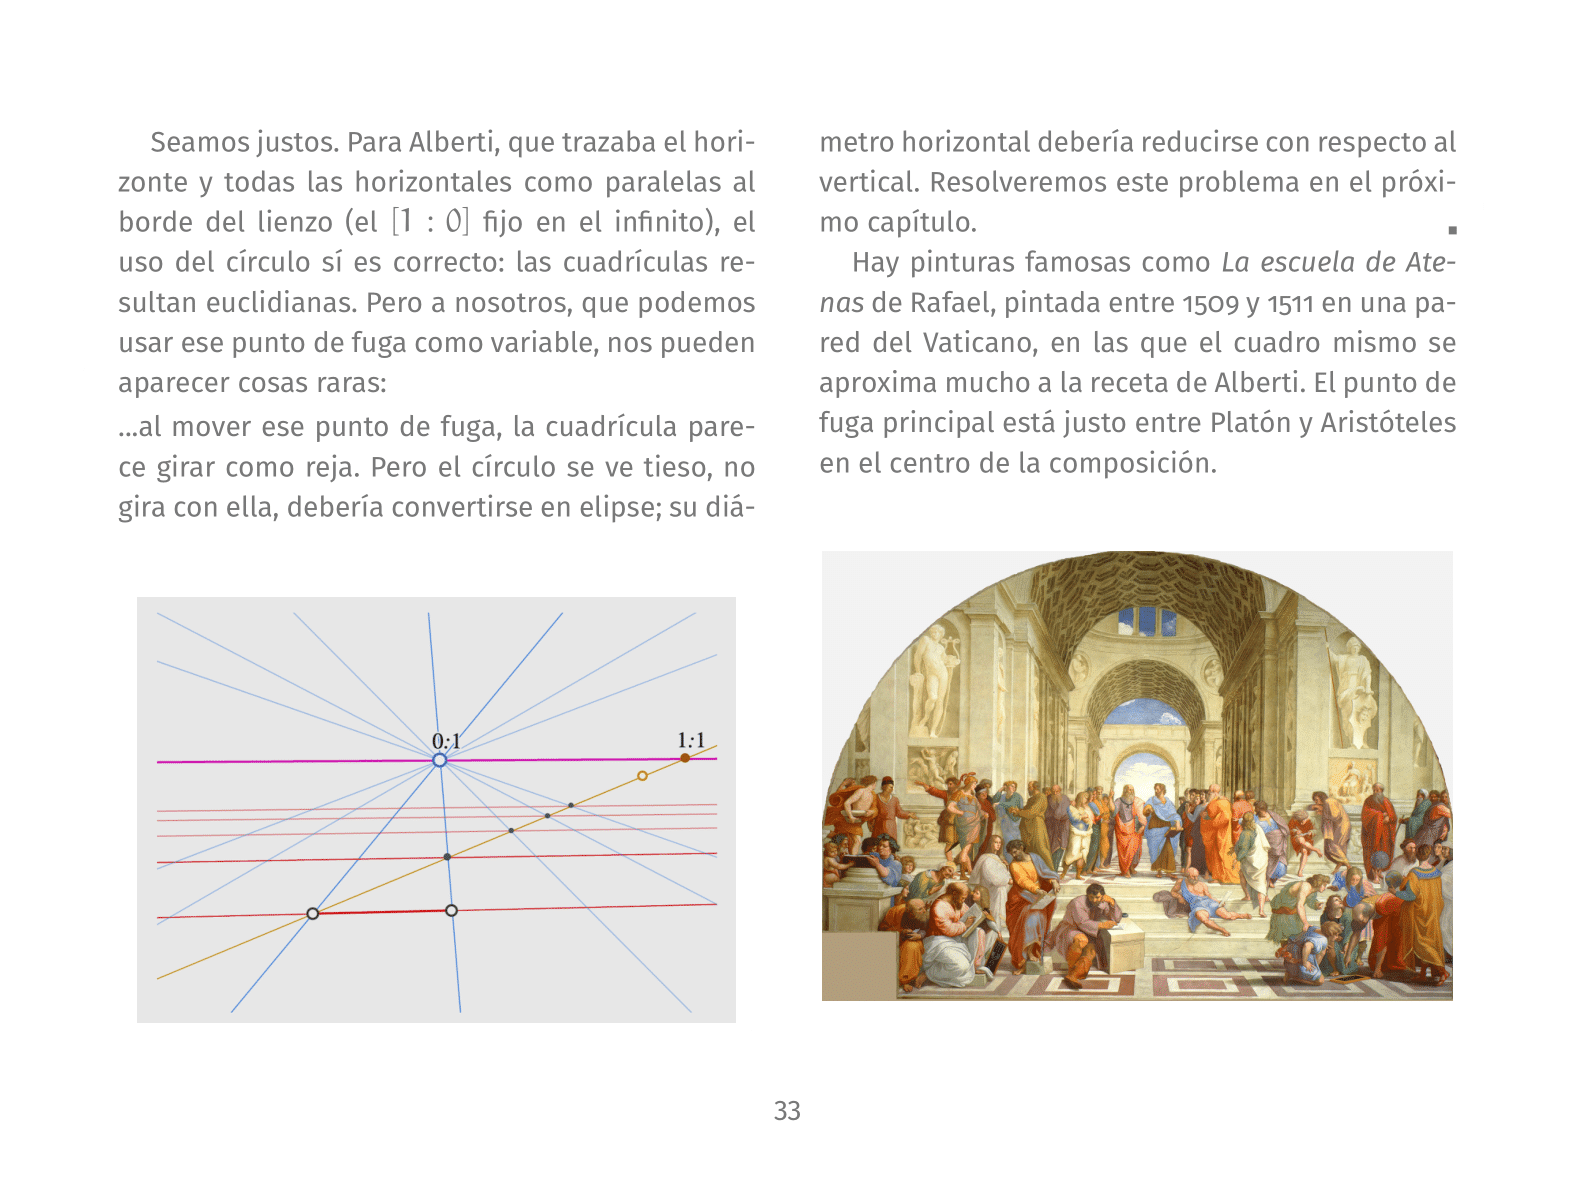 Seamos justos. Para Alberti, que trazaba el hori-
zonte y todas las horizontales como paralelas al
borde del lienzo (el [1 : 0] fijo en el infinito), el
uso del círculo sí es correcto: las cuadrículas re-
sultan euclidianas. Pero a nosotros, que podemos
usar ese punto de fuga como variable, nos pueden
aparecer cosas raras:
...al mover ese punto de fuga, la cuadrícula pare-
ce girar como reja. Pero el círculo se ve tieso, no
gira con ella, debería convertirse en elipse; su diá-
0:1
1:1
metro horizontal debería reducirse con respecto al
vertical. Resolveremos este problema en el próxi-
mo capítulo.
Hay pinturas famosas como La escuela de Ate-
nas de Rafael, pintada entre 1509 y 1511 en una pa-
red del Vaticano, en las que el cuadro mismo se
aproxima mucho a la receta de Alberti. El punto de
fuga principal está justo entre Platón y Aristóteles
en el centro de la composición.
33